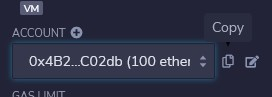 VM
Copy
ACCOUNT
0x4B2...C02db (100 ether
GAS LIMIT